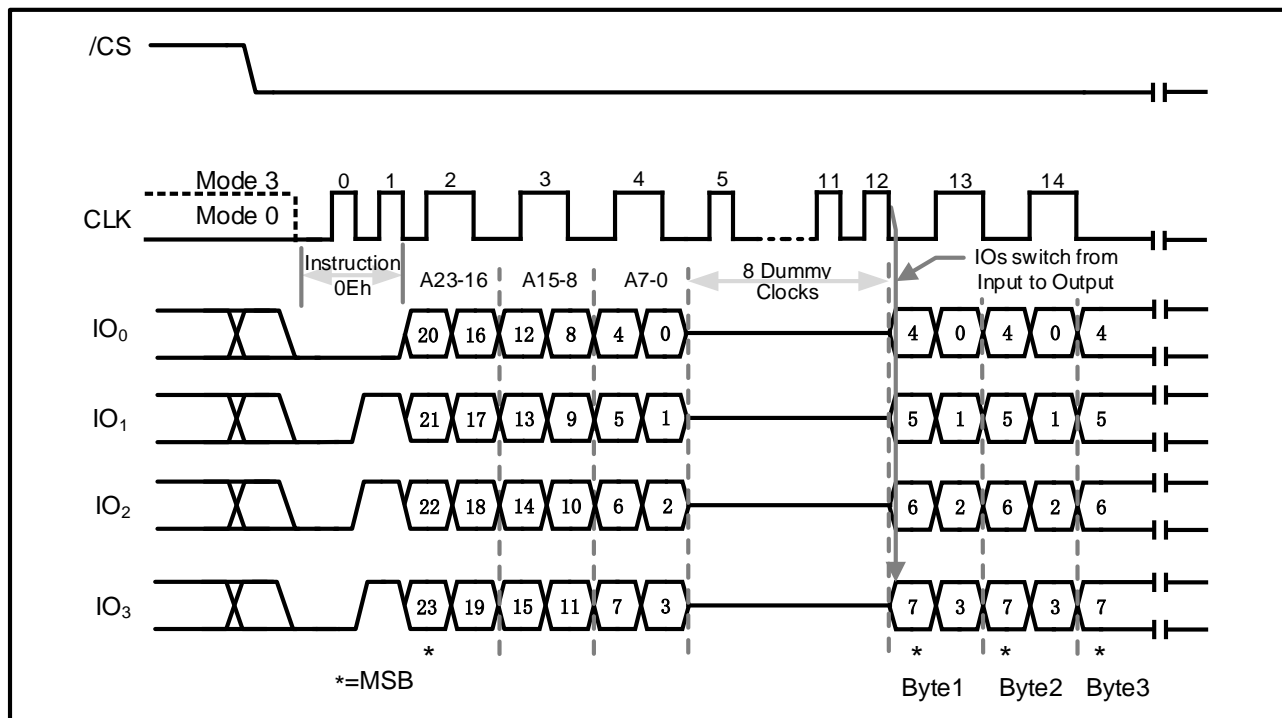 /CS
Mode 3
Mode 0
CLK
0 1 2 3 4 5 11 12 13 14
Instruction
0Eh
A23-16 A15-8 A7-0
8 Dummy
Clocks
IOs switch from
Input to Output
IO0 20 16 12 8 4 0 4 0 4 0 4
IO1 21 17 13 9 5 1 5 1 5 1 5
IO2 22 18 14 10 6 2 6 2 6 2 6
IO3 23 19 15 11 7 3 7 3 7 3 7
* * * *
*=MSB
Byte1 Byte2 Byte3